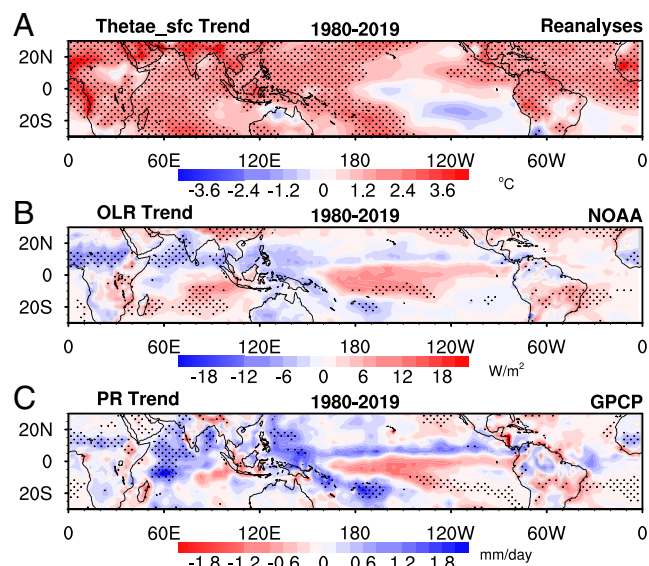 A Thetae_sfc Trend 1980-2019 Reanalyses
20N
0
20S
0 60E 120E 180 120W 60W 0
-3.6 -2.4 -1.2 0 1.2 2.4 3.6 °C
B OLR Trend 1980-2019 NOAA
20N
0
20S
0 60E 120E 180 120W 60W 0
-18 -12 -6 0 6 12 18 W/m²
C PR Trend 1980-2019 GPCP
20N
0
20S
0 60E 120E 180 120W 60W 0
-1.8 -1.2 -0.6 0 0.6 1.2 1.8 mm/day